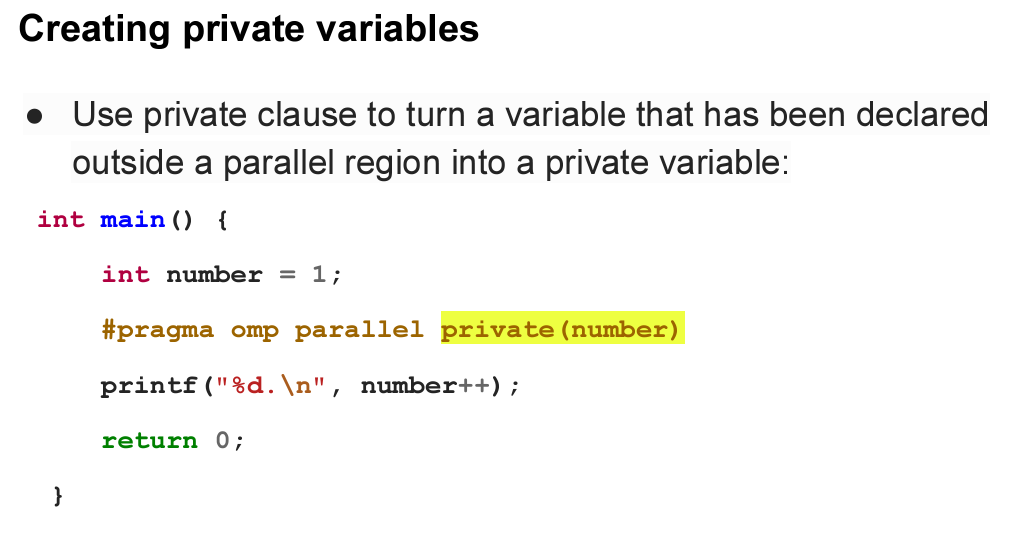 Creating private variables
● Use private clause to turn a variable that has been declared
outside a parallel region into a private variable:
int main() {
int number = 1;
#pragma omp parallel private(number)
printf("%d.\n", number++);
return 0;
}